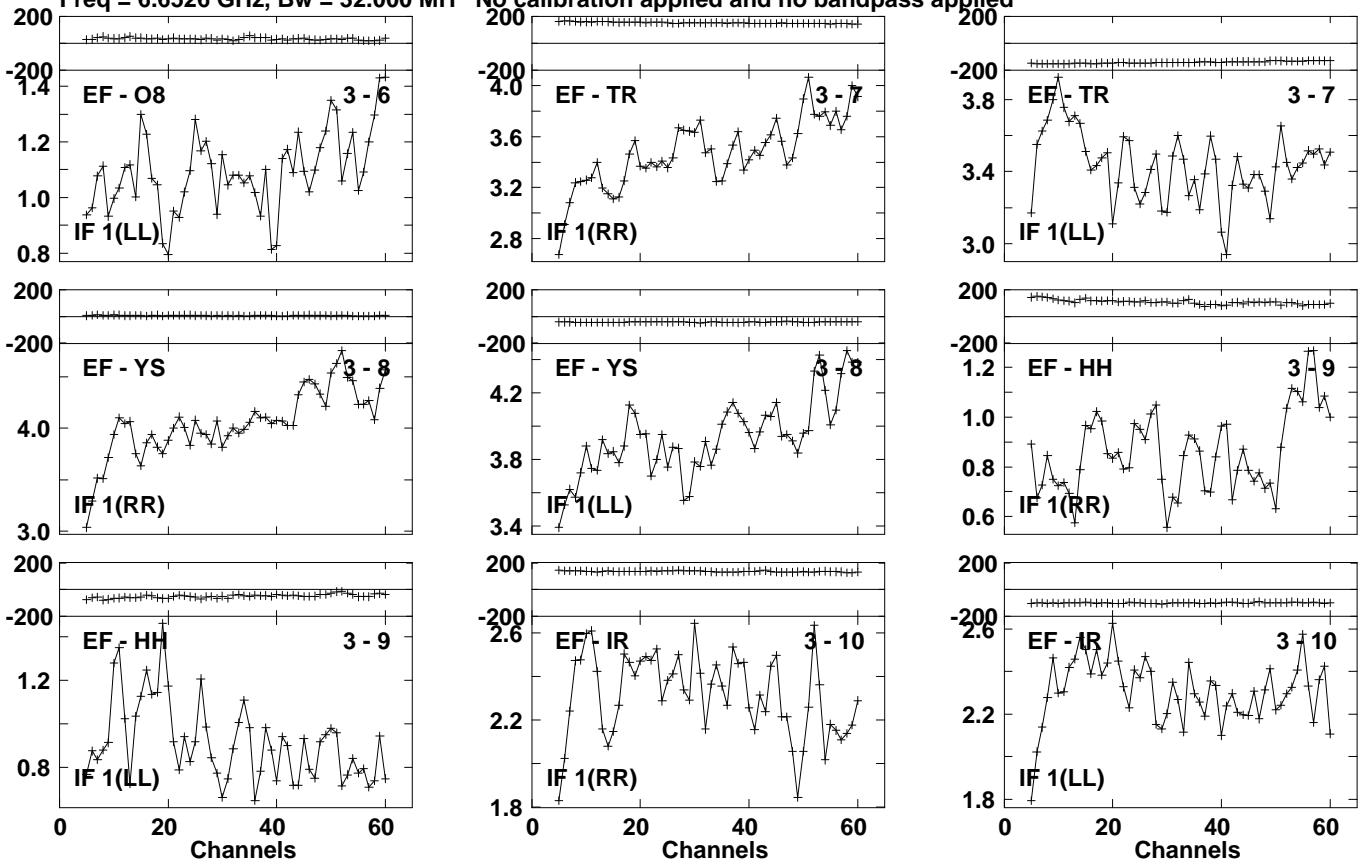 Freq = 6.6526 GHz, Bw = 32.000 MH No calibration applied and no bandpass applied
200 200 200
-200 -200 -200
1.4 EF - O8 3 - 6 4.0 EF - TR 3 - 7 EF - TR 3 - 7
3.8
1.2 3.6
3.4
1.0 3.2
IF 1(LL) 2.8 IF 1(RR) 3.0 IF 1(LL)
0.8
200 200 200
-200 -200 -200
EF - YS 3 - 8 EF - YS 3 - 8 1.2 EF - HH 3 - 9
4.2
4.0 1.0
3.8 0.8
IF 1(RR) IF 1(LL) 0.6 IF 1(RR)
3.0 3.4
200 200 200
-200 -200 -200
EF - HH 3 - 9 2.6 EF - IR 3 - 10 2.6 EF - IR 3 - 10
1.2 2.2 2.2
0.8 IF 1(LL) IF 1(RR) IF 1(LL)
1.8 1.8
0 20 40 60 0 20 40 60 0 20 40 60
Channels Channels Channels